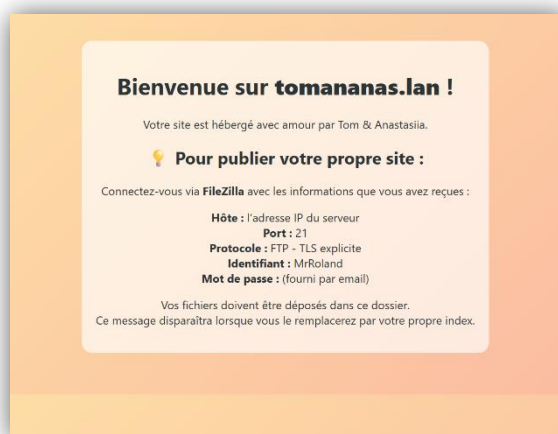 Bienvenue sur tomananas.lan !
Votre site est hébergé avec amour par Tom & Anastasiia.
💡 Pour publier votre propre site :
Connectez-vous via FileZilla avec les informations que vous avez reçues :
Hôte : l'adresse IP du serveur
Port : 21
Protocole : FTP - TLS explicite
Identifiant : MrRoland
Mot de passe : (fourni par email)
Vos fichiers doivent être déposés dans ce dossier.
Ce message disparaîtra lorsque vous le remplacerez par votre propre index.